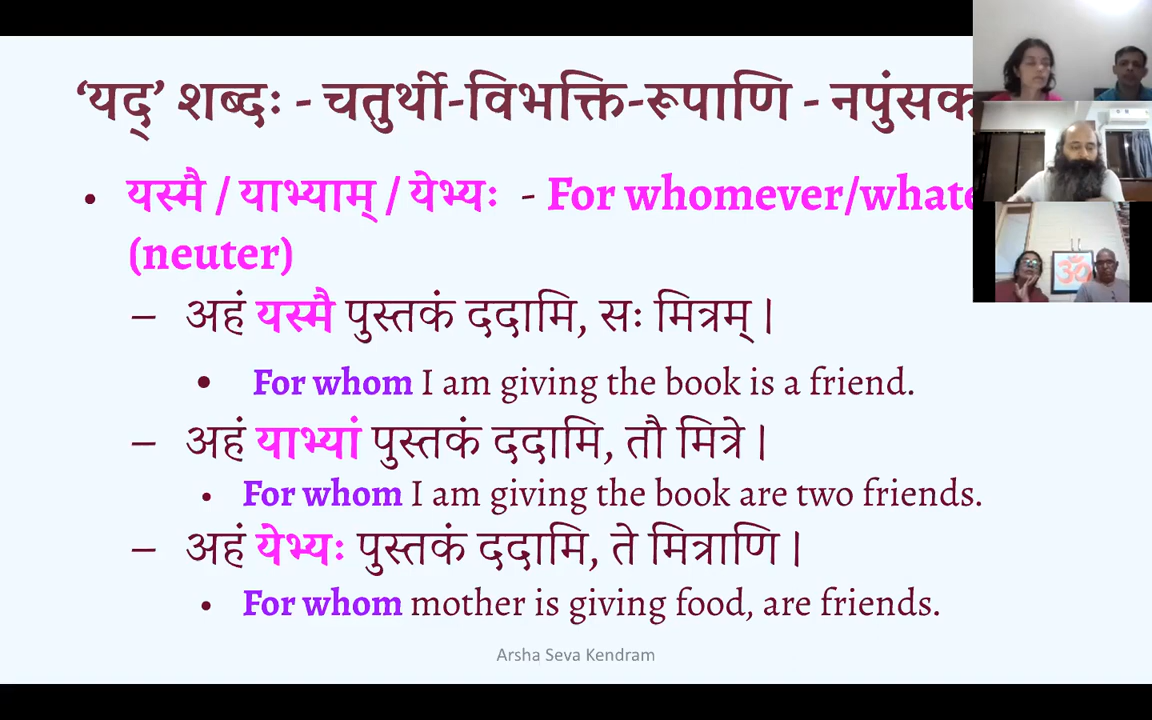 ‘यद्’ शब्दः - चतुर्थी-विभक्ति-रूपाणि - नपुंसक
• यस्मै / याभ्याम् / येभ्यः - For whomever/whate
(neuter)
– अहं यस्मै पुस्तकं ददामि, सः मित्रम् |
• For whom I am giving the book is a friend.
– अहं याभ्यां पुस्तकं ददामि, तौ मित्रे |
• For whom I am giving the book are two friends.
– अहं येभ्यः पुस्तकं ददामि, ते मित्राणि |
• For whom mother is giving food, are friends.
Arsha Seva Kendram
ॐ